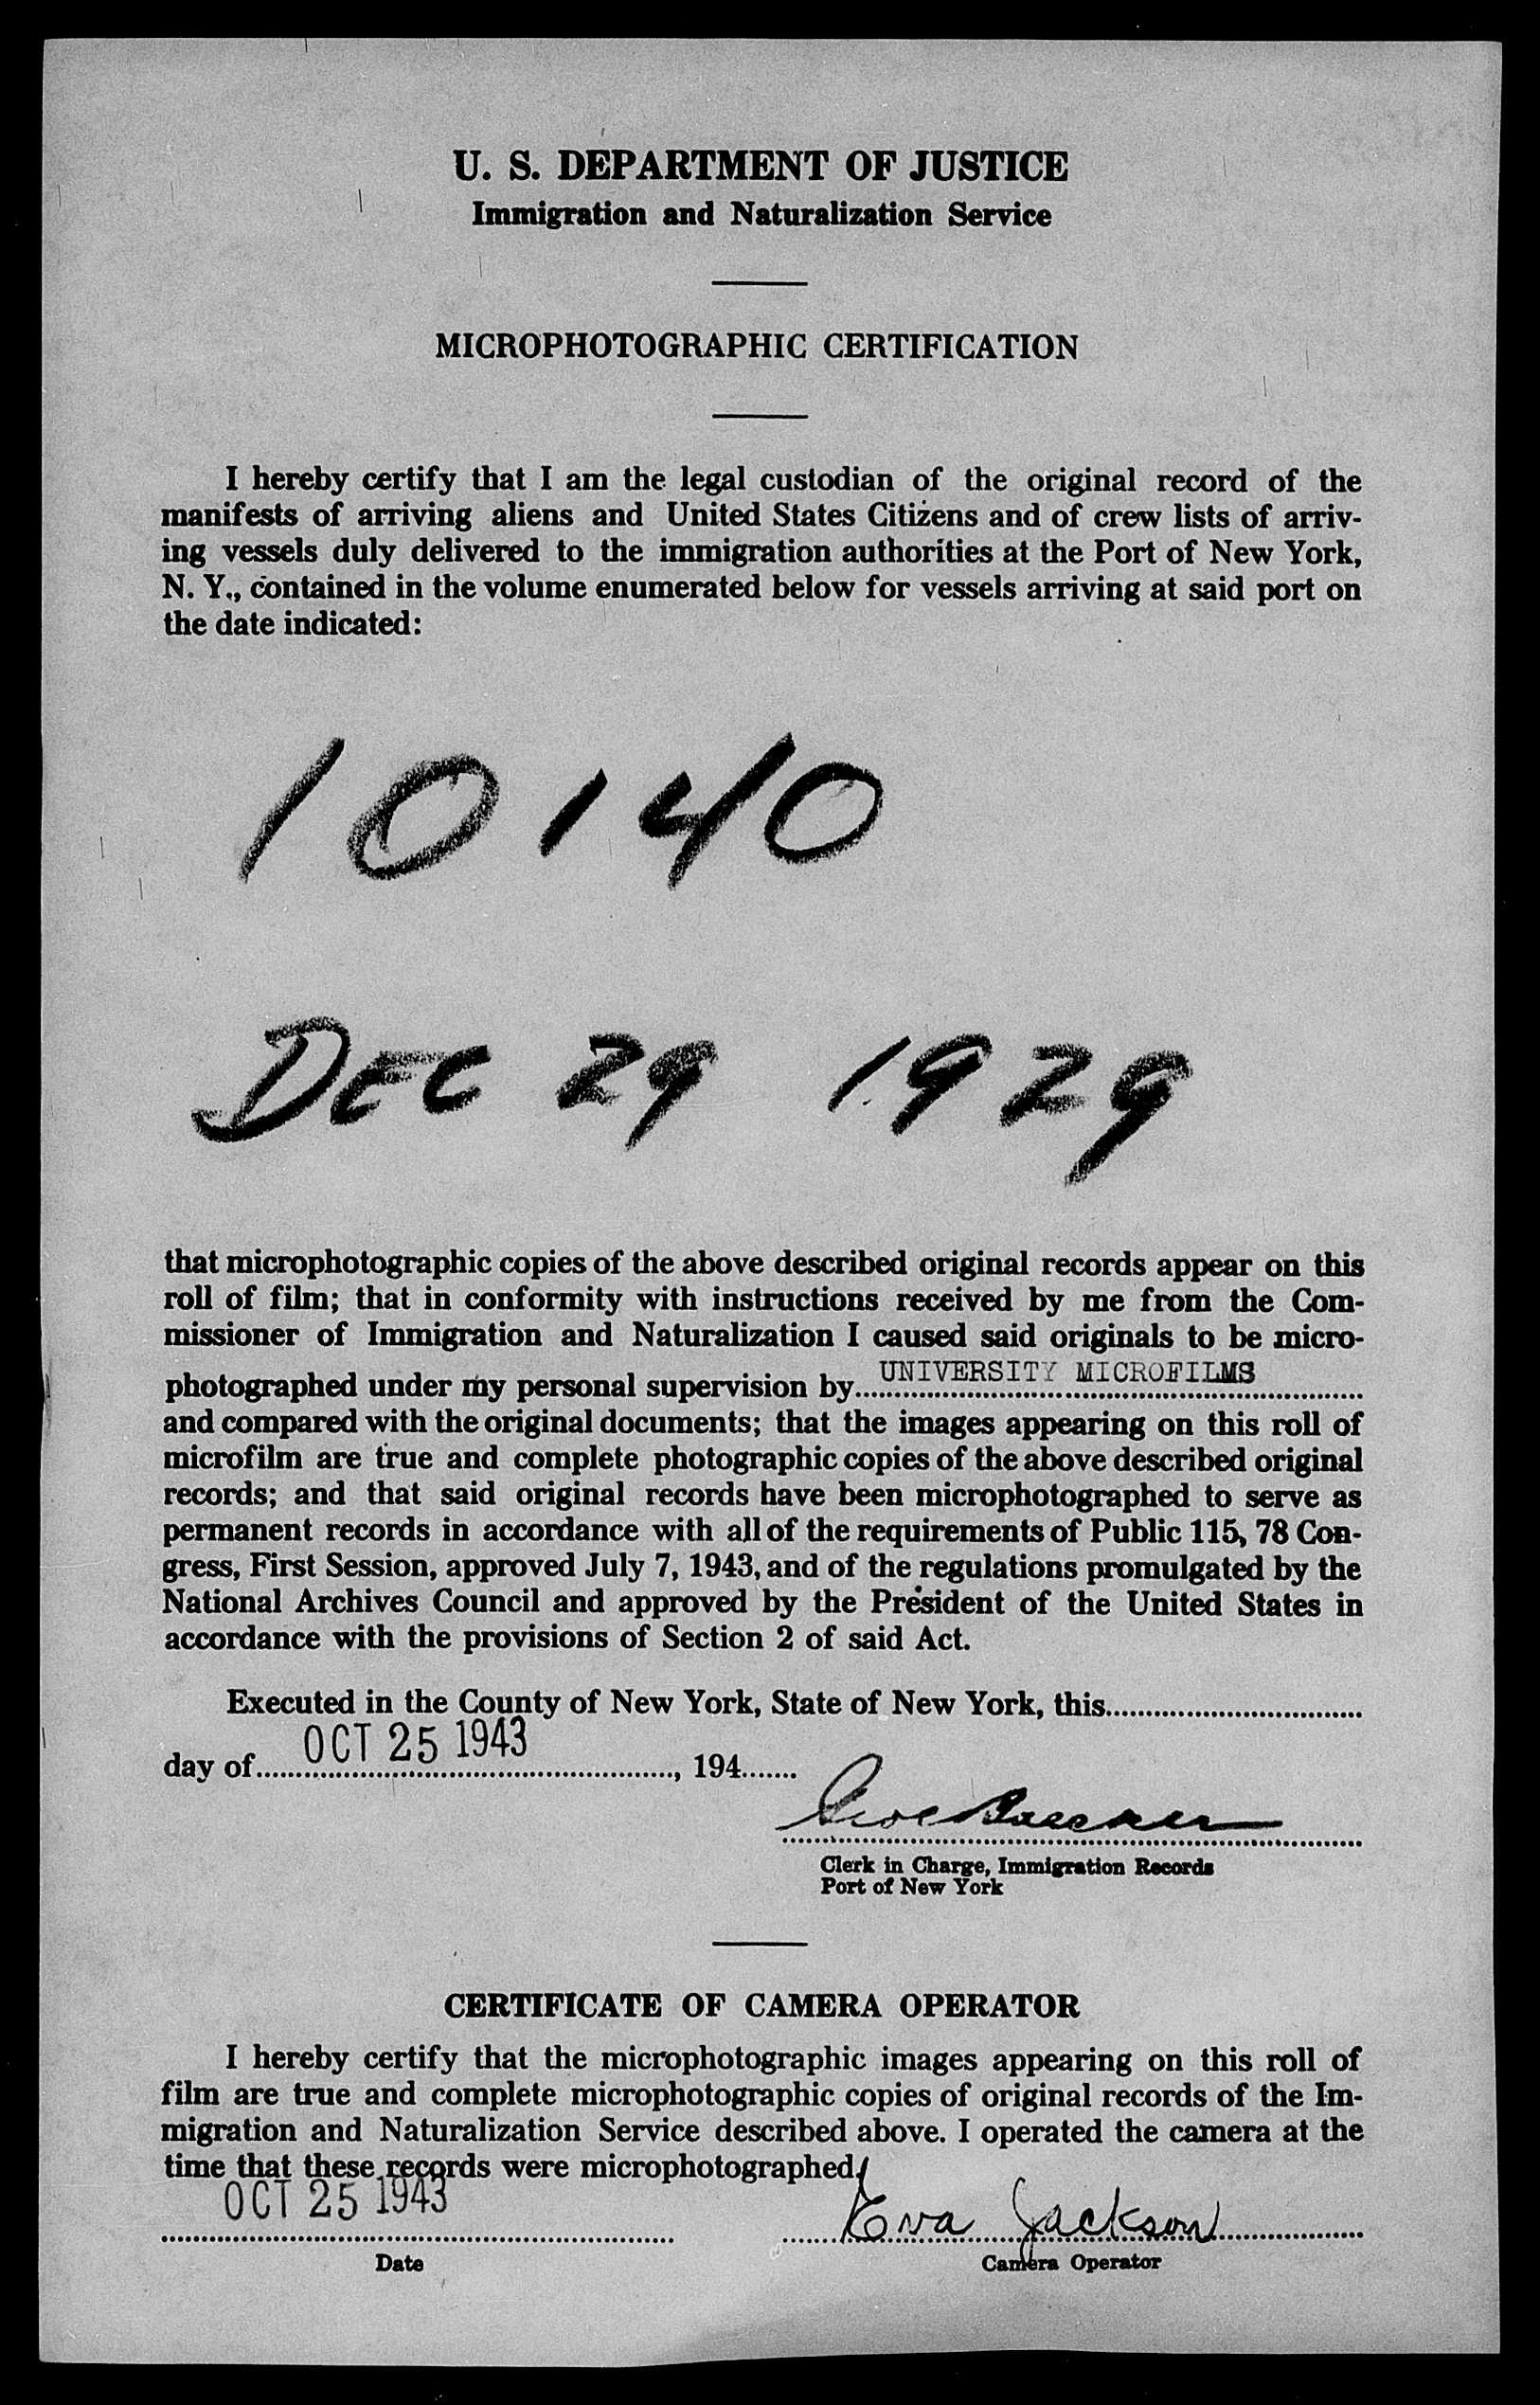 U. S. DEPARTMENT OF JUSTICE
Immigration and Naturalization Service
MICROPHOTOGRAPHIC CERTIFICATION
I hereby certify that I am the legal custodian of the original record of the
manifests of arriving aliens and United States Citizens and of crew lists of arriv-
ing vessels duly delivered to the immigration authorities at the Port of New York,
N. Y., contained in the volume enumerated below for vessels arriving at said port on
the date indicated:
10140
DEC 29 1929
that microphotographic copies of the above described original records appear on this
roll of film; that in conformity with instructions received by me from the Com-
missioner of Immigration and Naturalization I caused said originals to be micro-
photographed under my personal supervision by UNIVERSITY MICROFILMS
and compared with the original documents; that the images appearing on this roll of
microfilm are true and complete photographic copies of the above described original
records; and that said original records have been microphotographed to serve as
permanent records in accordance with all of the requirements of Public 115, 78 Con-
gress, First Session, approved July 7, 1943, and of the regulations promulgated by the
National Archives Council and approved by the President of the United States in
accordance with the provisions of Section 2 of said Act.
Executed in the County of New York, State of New York, this
day of OCT 25 1943, 194
Clerk in Charge, Immigration Records
Port of New York
CERTIFICATE OF CAMERA OPERATOR
I hereby certify that the microphotographic images appearing on this roll of
film are true and complete microphotographic copies of original records of the Im-
migration and Naturalization Service described above. I operated the camera at the
time that these records were microphotographed.
OCT 25 1943 Eva Jackson
Date Camera Operator